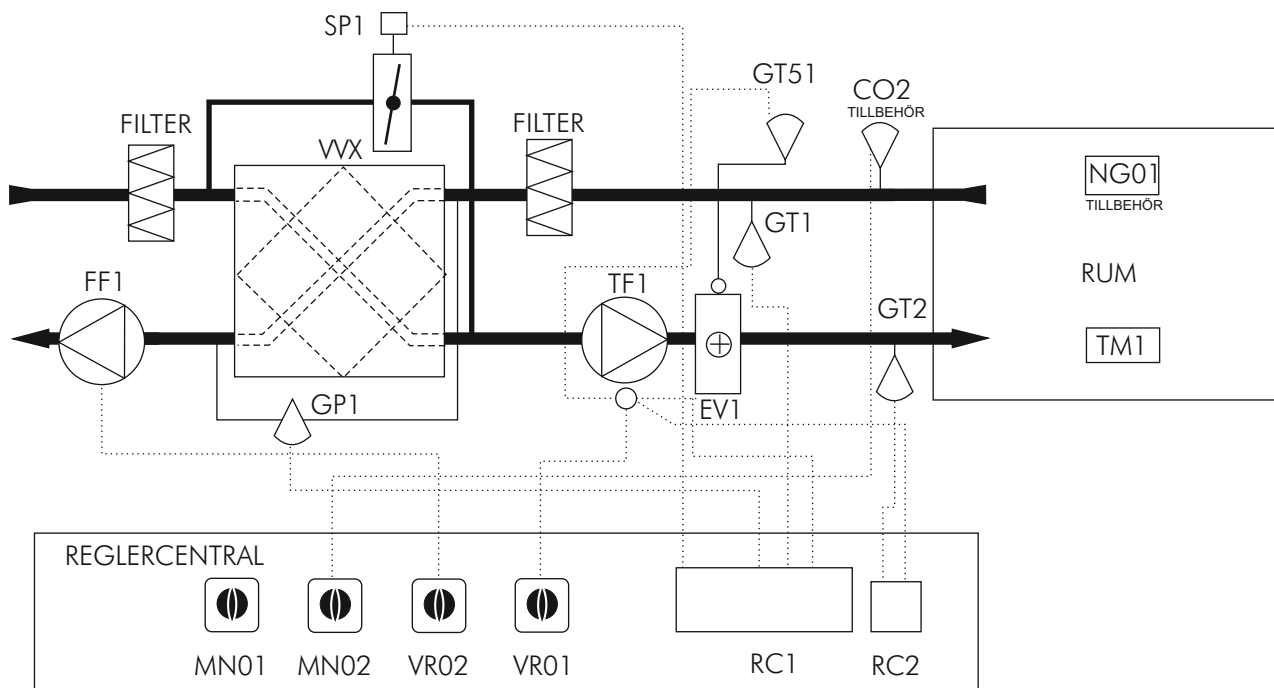 SP1
GT51
CO2
TILLBEHÖR
FILTER
FILTER
VVX
NG01
TILLBEHÖR
GT1
RUM
FF1
TF1
GT2
TM1
GP1
EV1
REGLERCENTRAL
MN01
MN02
VR02
VR01
RC1
RC2